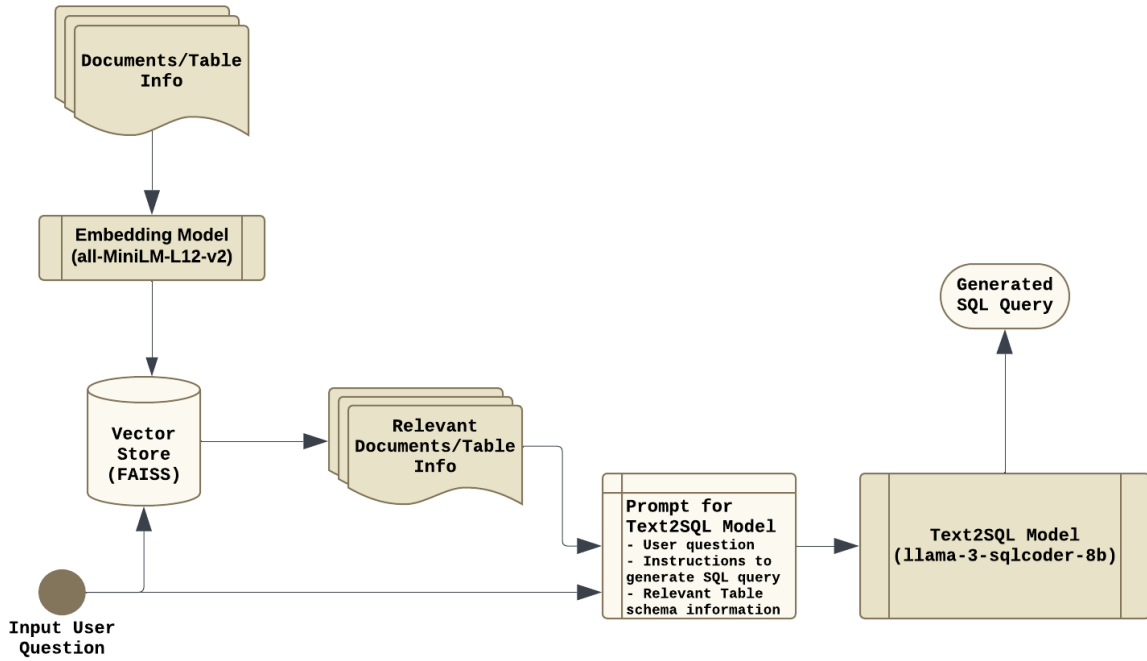 Documents/Table
Info
Embedding Model
(all-MiniLM-L12-v2)
Vector
Store
(FAISS)
Relevant
Documents/Table
Info
Input User
Question
Prompt for
Text2SQL Model
- User question
- Instructions to
generate SQL query
- Relevant Table
schema information
Text2SQL Model
(llama-3-sqlcoder-8b)
Generated
SQL Query